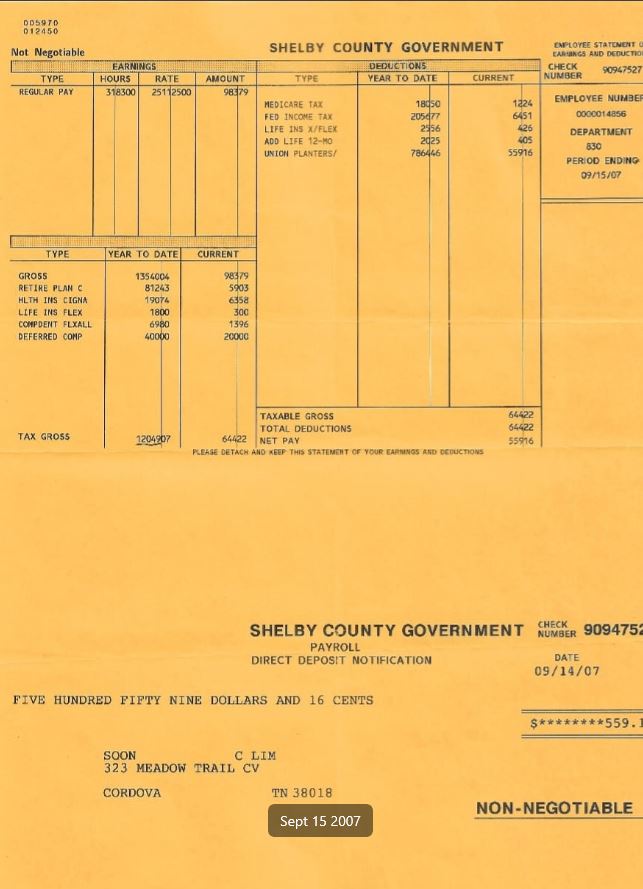 005970
012450
Not Negotiable
SHELBY COUNTY GOVERNMENT
EMPLOYEE STATEMENT
EARNINGS AND DEDUCTIO
EARNINGS
TYPE HOURS RATE AMOUNT
REGULAR PAY 318300 25112500 98379
DEDUCTIONS
TYPE YEAR TO DATE CURRENT
MEDICARE TAX 18050 1224
FED INCOME TAX 205677 6451
LIFE INS X/FLEX 2556 426
ADD LIFE 12-MO 2025 405
UNION PLANTERS/ 786446 55916
CHECK
NUMBER 90947527
EMPLOYEE NUMBER
0000014856
DEPARTMENT
830
PERIOD ENDING
09/15/07
TYPE YEAR TO DATE CURRENT
GROSS 1354004 98379
RETIRE PLAN C 81243 5903
HLTH INS CIGNA 19074 6358
LIFE INS FLEX 1800 300
COMPDENT FLXALL 6980 1396
DEFERRED COMP 40000 20000
TAX GROSS 1204907 64422
TAXABLE GROSS 64422
TOTAL DEDUCTIONS 64422
NET PAY 55916
PLEASE DETACH AND KEEP THIS STATEMENT OF YOUR EARNINGS AND DEDUCTIONS
SHELBY COUNTY GOVERNMENT
PAYROLL
DIRECT DEPOSIT NOTIFICATION
CHECK
NUMBER 9094752
DATE
09/14/07
FIVE HUNDRED FIFTY NINE DOLLARS AND 16 CENTS
$********559.1
SOON C LIM
323 MEADOW TRAIL CV
CORDOVA TN 38018
NON-NEGOTIABLE
Sept 15 2007